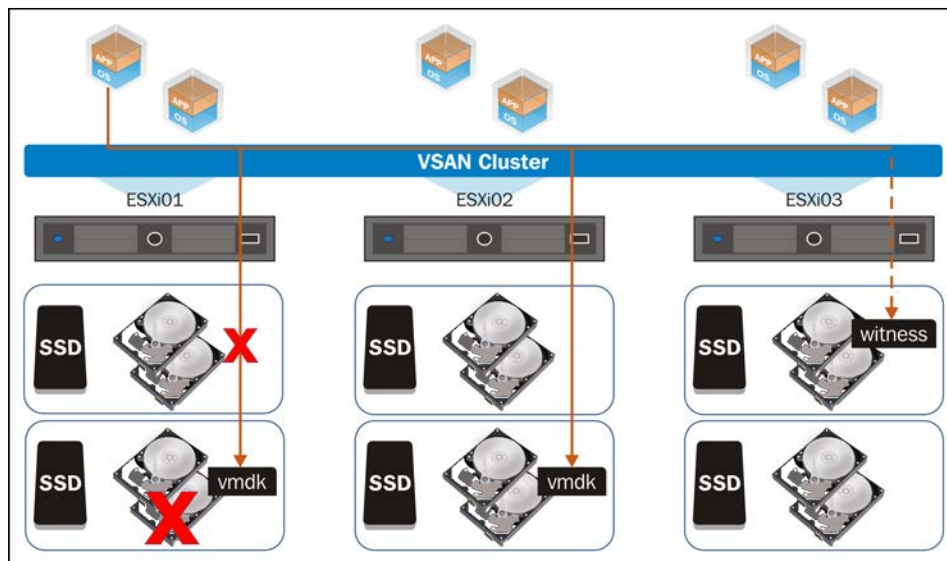 APP
OS
APP
OS
APP
OS
APP
OS
APP
OS
APP
OS
VSAN Cluster
ESXi01
ESXi02
ESXi03
SSD
X
SSD
SSD
witness
SSD
X
vmdk
SSD
vmdk
SSD